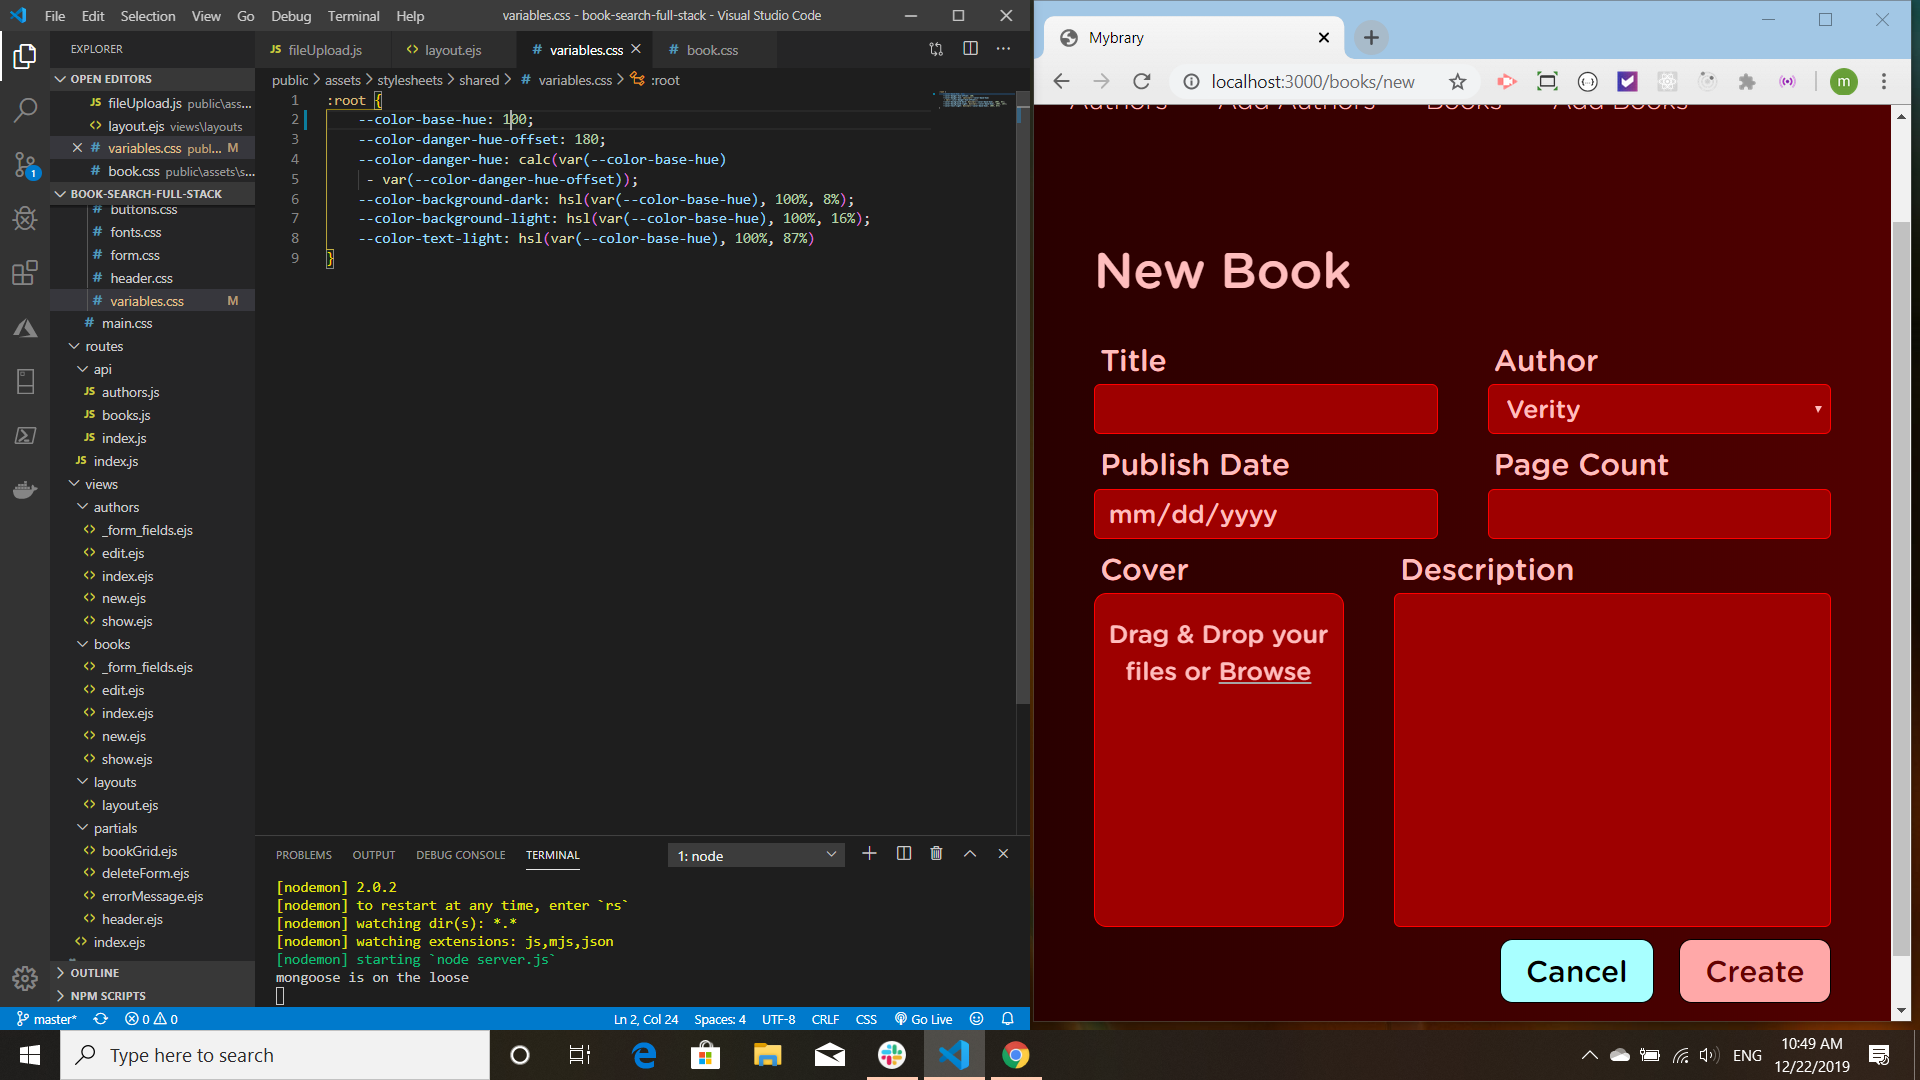 File Edit Selection View Go Debug Terminal Help
variables.css - book-search-full-stack - Visual Studio Code
EXPLORER
OPEN EDITORS
JS fileUpload.js public\ass...
<> layout.ejs views\layouts
# variables.css publ... M
# book.css public\assets\s...
BOOK-SEARCH-FULL-STACK
# buttons.css
# fonts.css
# form.css
# header.css
# variables.css M
# main.css
routes
api
JS authors.js
JS books.js
JS index.js
JS index.js
views
authors
<> _form_fields.ejs
<> edit.ejs
<> index.ejs
<> new.ejs
<> show.ejs
books
<> _form_fields.ejs
<> edit.ejs
<> index.ejs
<> new.ejs
<> show.ejs
layouts
<> layout.ejs
partials
<> bookGrid.ejs
<> deleteForm.ejs
<> errorMessage.ejs
<> header.ejs
<> index.ejs
OUTLINE
NPM SCRIPTS
1
JS fileUpload.js <> layout.ejs # variables.css # book.css
public > assets > stylesheets > shared > # variables.css > :root
1 :root {
2 --color-base-hue: 100;
3 --color-danger-hue-offset: 180;
4 --color-danger-hue: calc(var(--color-base-hue)
5 - var(--color-danger-hue-offset));
6 --color-background-dark: hsl(var(--color-base-hue), 100%, 8%);
7 --color-background-light: hsl(var(--color-base-hue), 100%, 16%);
8 --color-text-light: hsl(var(--color-base-hue), 100%, 87%)
9 }
PROBLEMS OUTPUT DEBUG CONSOLE TERMINAL 1: node
[nodemon] 2.0.2
[nodemon] to restart at any time, enter `rs`
[nodemon] watching dir(s): *.*
[nodemon] watching extensions: js,mjs,json
[nodemon] starting `node server.js`
mongoose is on the loose
master* 0 0 Ln 2, Col 24 Spaces: 4 UTF-8 CRLF CSS Go Live
Mybrary
localhost:3000/books/new
m
Authors Add Authors Books Add Books
New Book
Title Author
Verity
Publish Date Page Count
mm/dd/yyyy
Cover Description
Drag & Drop your
files or Browse
Cancel Create
Type here to search
ENG
10:49 AM
12/22/2019